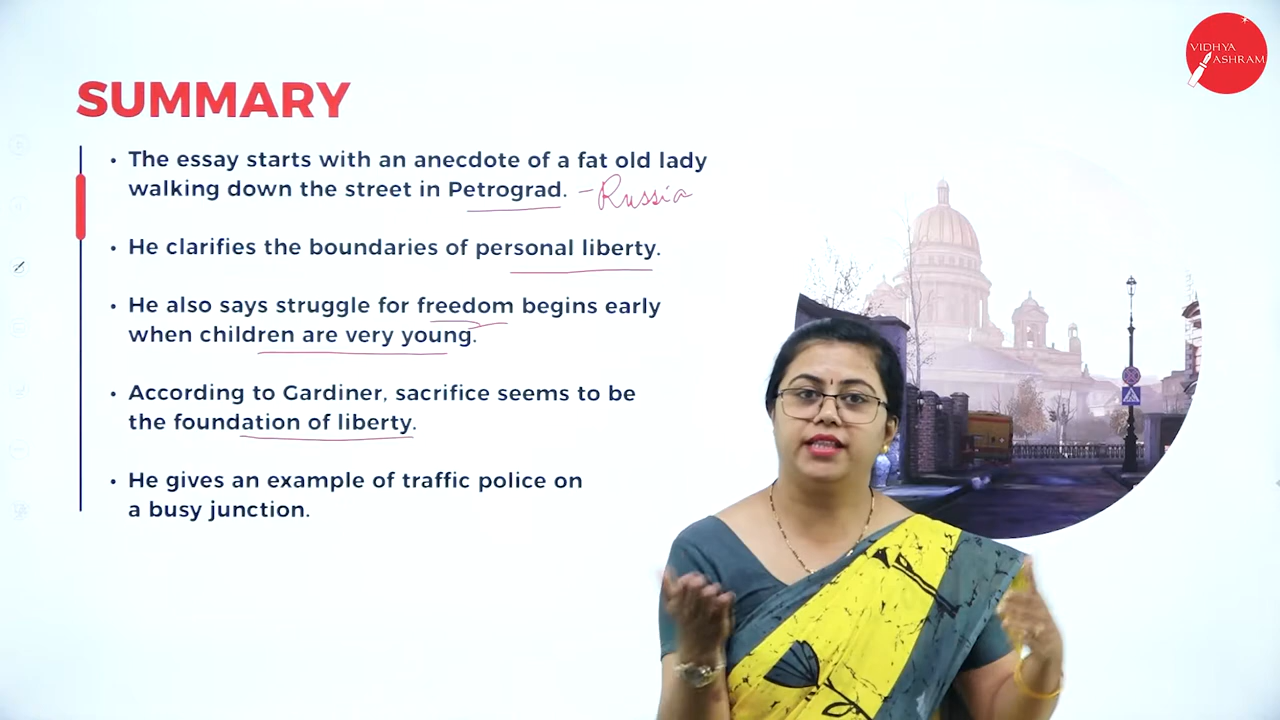 VIDHYA
ASHRAM
SUMMARY
• The essay starts with an anecdote of a fat old lady
walking down the street in Petrograd. - Russia
• He clarifies the boundaries of personal liberty.
• He also says struggle for freedom begins early
when children are very young.
• According to Gardiner, sacrifice seems to be
the foundation of liberty.
• He gives an example of traffic police on
a busy junction.